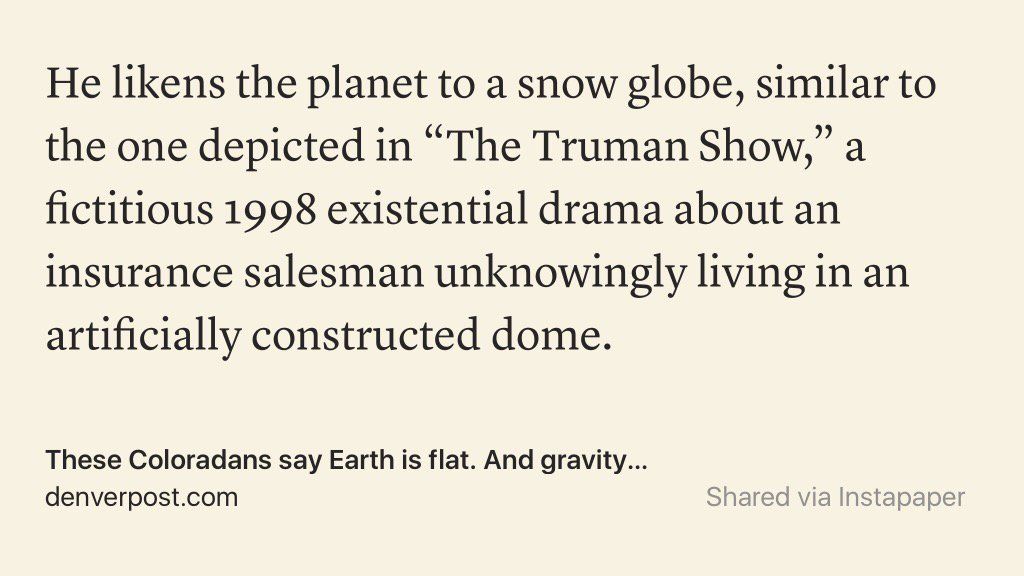 He likens the planet to a snow globe, similar to
the one depicted in “The Truman Show,” a
fictitious 1998 existential drama about an
insurance salesman unknowingly living in an
artificially constructed dome.
These Coloradans say Earth is flat. And gravity...
denverpost.com
Shared via Instapaper